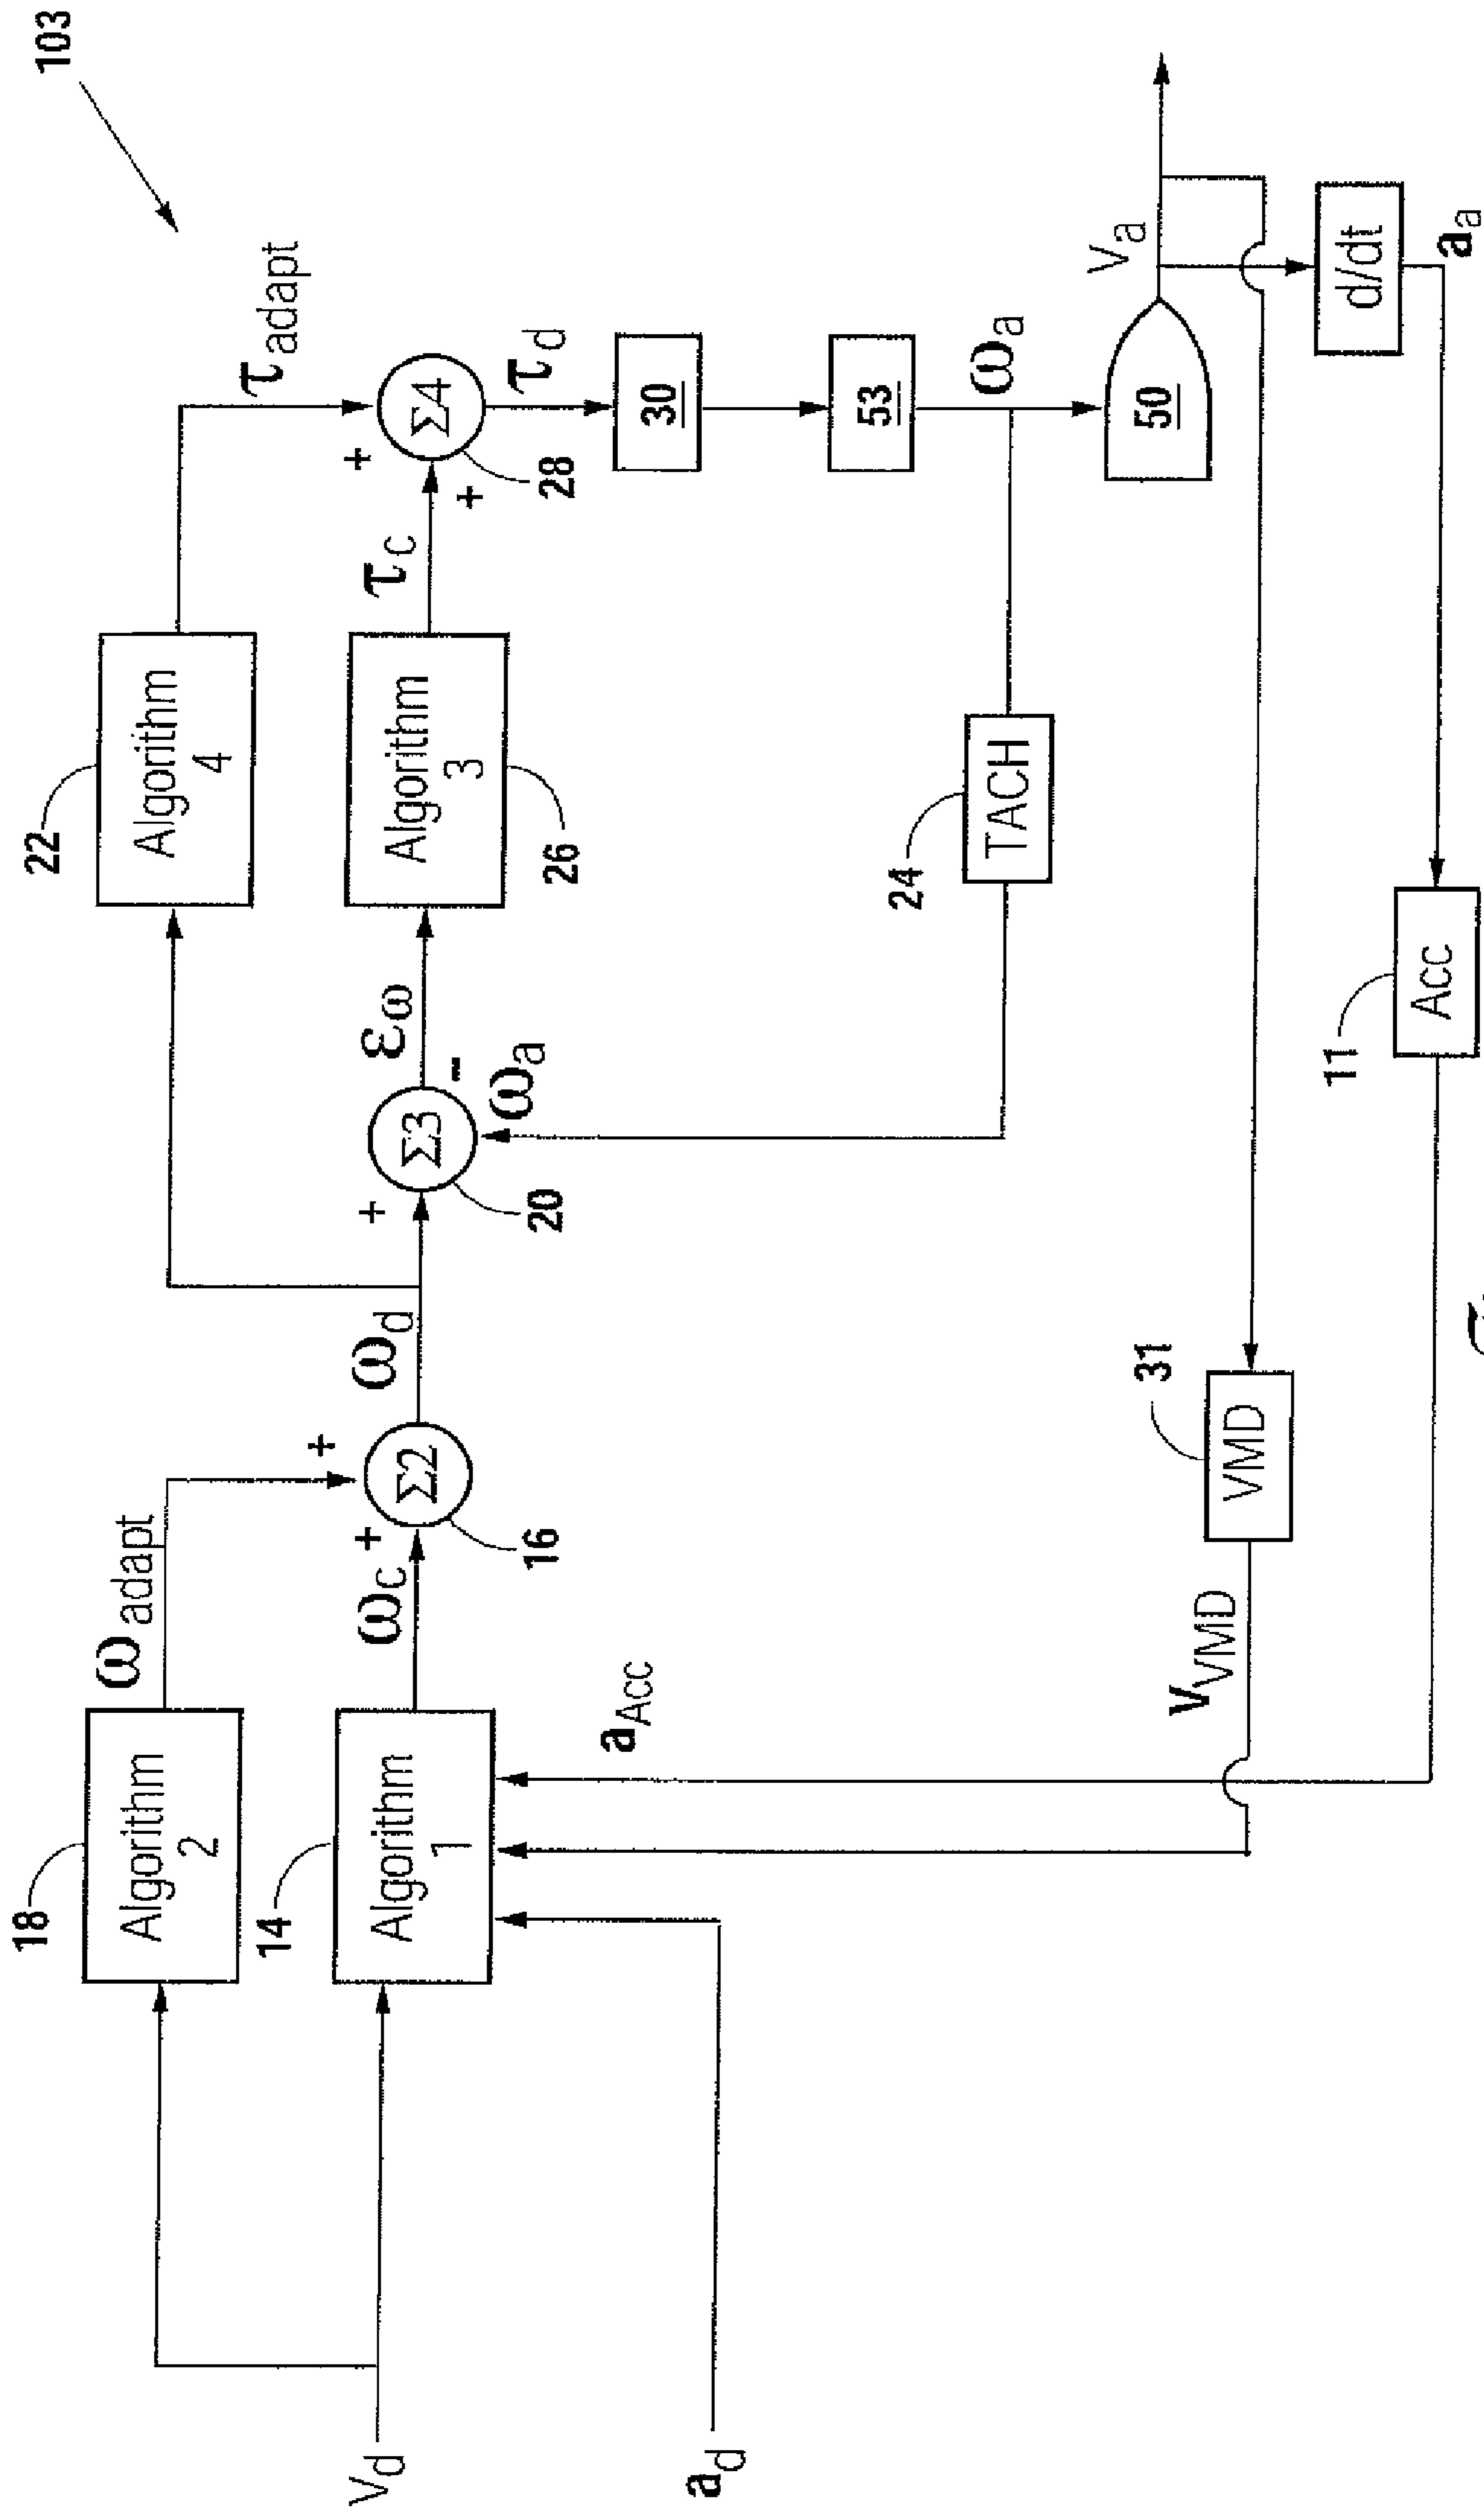 103
22
Algorithm
4
τadapt
18
Algorithm
2
ωadapt
+
+
Σ4
28
τd
30
53
ωa
Vd
14
Algorithm
1
ωc
+
+
Σ2
16
ωd
+
Σ3
20
-
εω
Algorithm
3
26
τc
+
ωa
24
TACH
50
Va
ad
aAcc
vVMD
31
VMD
d/dt
aa
11
Acc